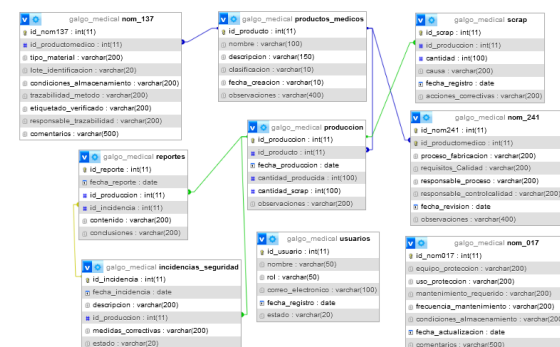 galgo_medical nom_137
id_nom137 : int(11)
id_productomedico : int(11)
tipo_material : varchar(200)
lote_identificacion : varchar(20)
condiciones_almacenamiento : varchar(200)
trazabilidad_metodo : varchar(200)
etiquetado_verificado : varchar(200)
responsable_trazabilidad : varchar(200)
comentarios : varchar(500)
galgo_medical productos_medicos
id_producto : int(11)
nombre : varchar(100)
descripcion : varchar(150)
clasificacion : varchar(10)
fecha_creacion : varchar(10)
observaciones : varchar(400)
galgo_medical scrap
id_scrap : int(11)
id_produccion : int(11)
cantidad : int(100)
causa : varchar(200)
fecha_registro : date
acciones_correctivas : varchar(200)
galgo_medical produccion
id_produccion : int(11)
id_producto : int(11)
fecha_produccion : date
cantidad_producida : int(100)
cantidad_scrap : int(100)
observaciones : varchar(200)
galgo_medical nom_241
id_nom241 : int(11)
id_productomedico : int(11)
proceso_fabricacion : varchar(200)
requisitos_Calidad : varchar(200)
responsable_proceso : varchar(200)
responsable_controlcalidad : varchar(200)
fecha_revision : date
observaciones : varchar(400)
galgo_medical reportes
id_reporte : int(11)
fecha_reporte : date
id_produccion : int(11)
id_incidencia : int(11)
contenido : varchar(200)
conclusiones : varchar(200)
galgo_medical usuarios
id_usuario : int(11)
nombre : varchar(50)
rol : varchar(50)
correo_electronico : varchar(100)
fecha_registro : date
estado : varchar(20)
galgo_medical nom_017
id_nom017 : int(11)
equipo_proteccion : varchar(200)
uso_proteccion : varchar(200)
mantenimiento_requerido : varchar(200)
frecuencia_mantenimiento : varchar(200)
condiciones_almacenamiento : varchar(200)
fecha_actualizacion : date
comentarios : varchar(500)
galgo_medical incidencias_seguridad
id_incidencia : int(11)
fecha_incidencia : date
descripcion : varchar(200)
id_produccion : int(11)
medidas_correctivas : varchar(200)
estado : varchar(20)